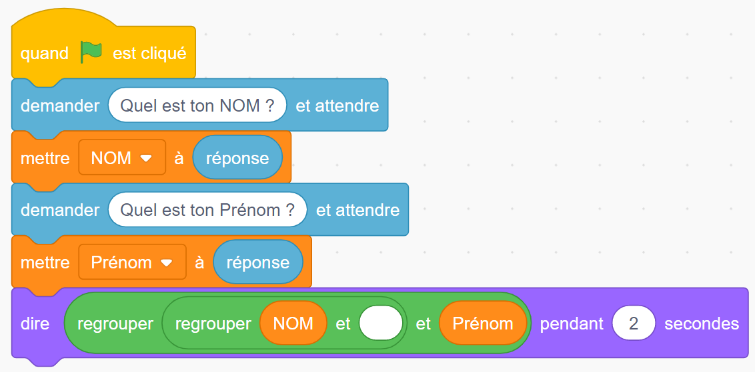 quand est cliqué
demander Quel est ton NOM ? et attendre
mettre NOM à réponse
demander Quel est ton Prénom ? et attendre
mettre Prénom à réponse
dire regrouper regrouper NOM et et Prénom pendant 2 secondes